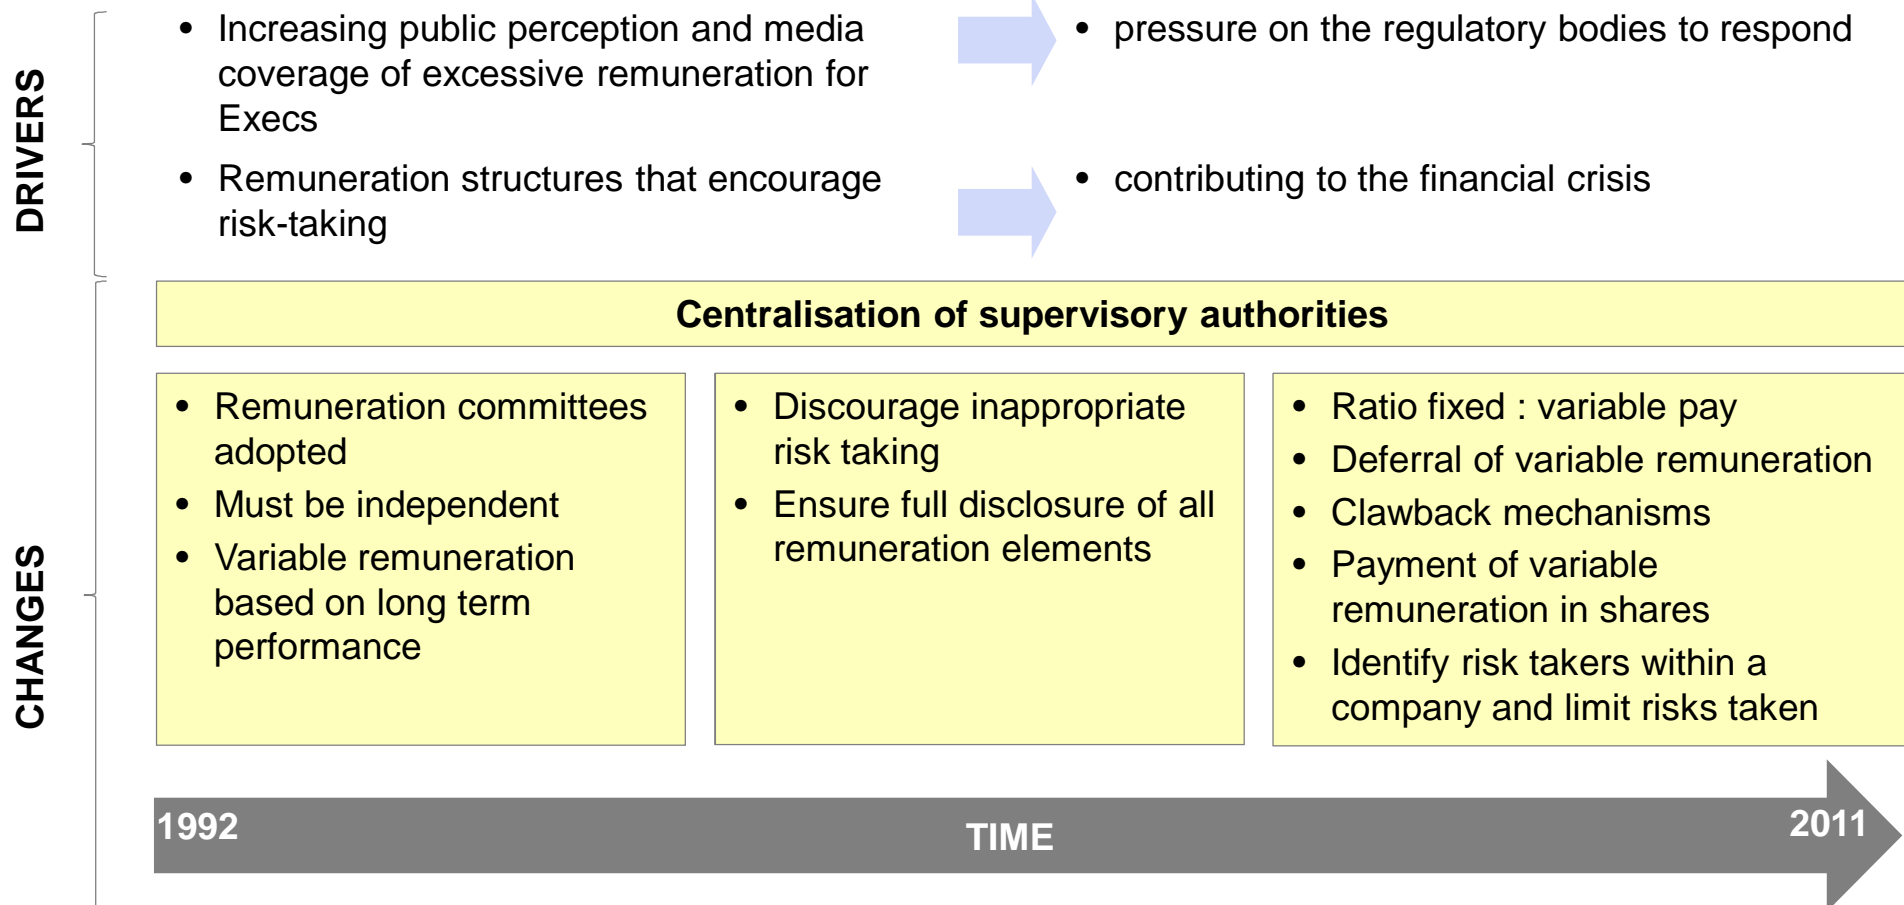 DRIVERS
• Increasing public perception and media
coverage of excessive remuneration for
Execs
• pressure on the regulatory bodies to respond
• Remuneration structures that encourage
risk-taking
• contributing to the financial crisis
CHANGES
Centralisation of supervisory authorities
• Remuneration committees
adopted
• Must be independent
• Variable remuneration
based on long term
performance
• Discourage inappropriate
risk taking
• Ensure full disclosure of all
remuneration elements
• Ratio fixed : variable pay
• Deferral of variable remuneration
• Clawback mechanisms
• Payment of variable
remuneration in shares
• Identify risk takers within a
company and limit risks taken
1992
TIME
2011